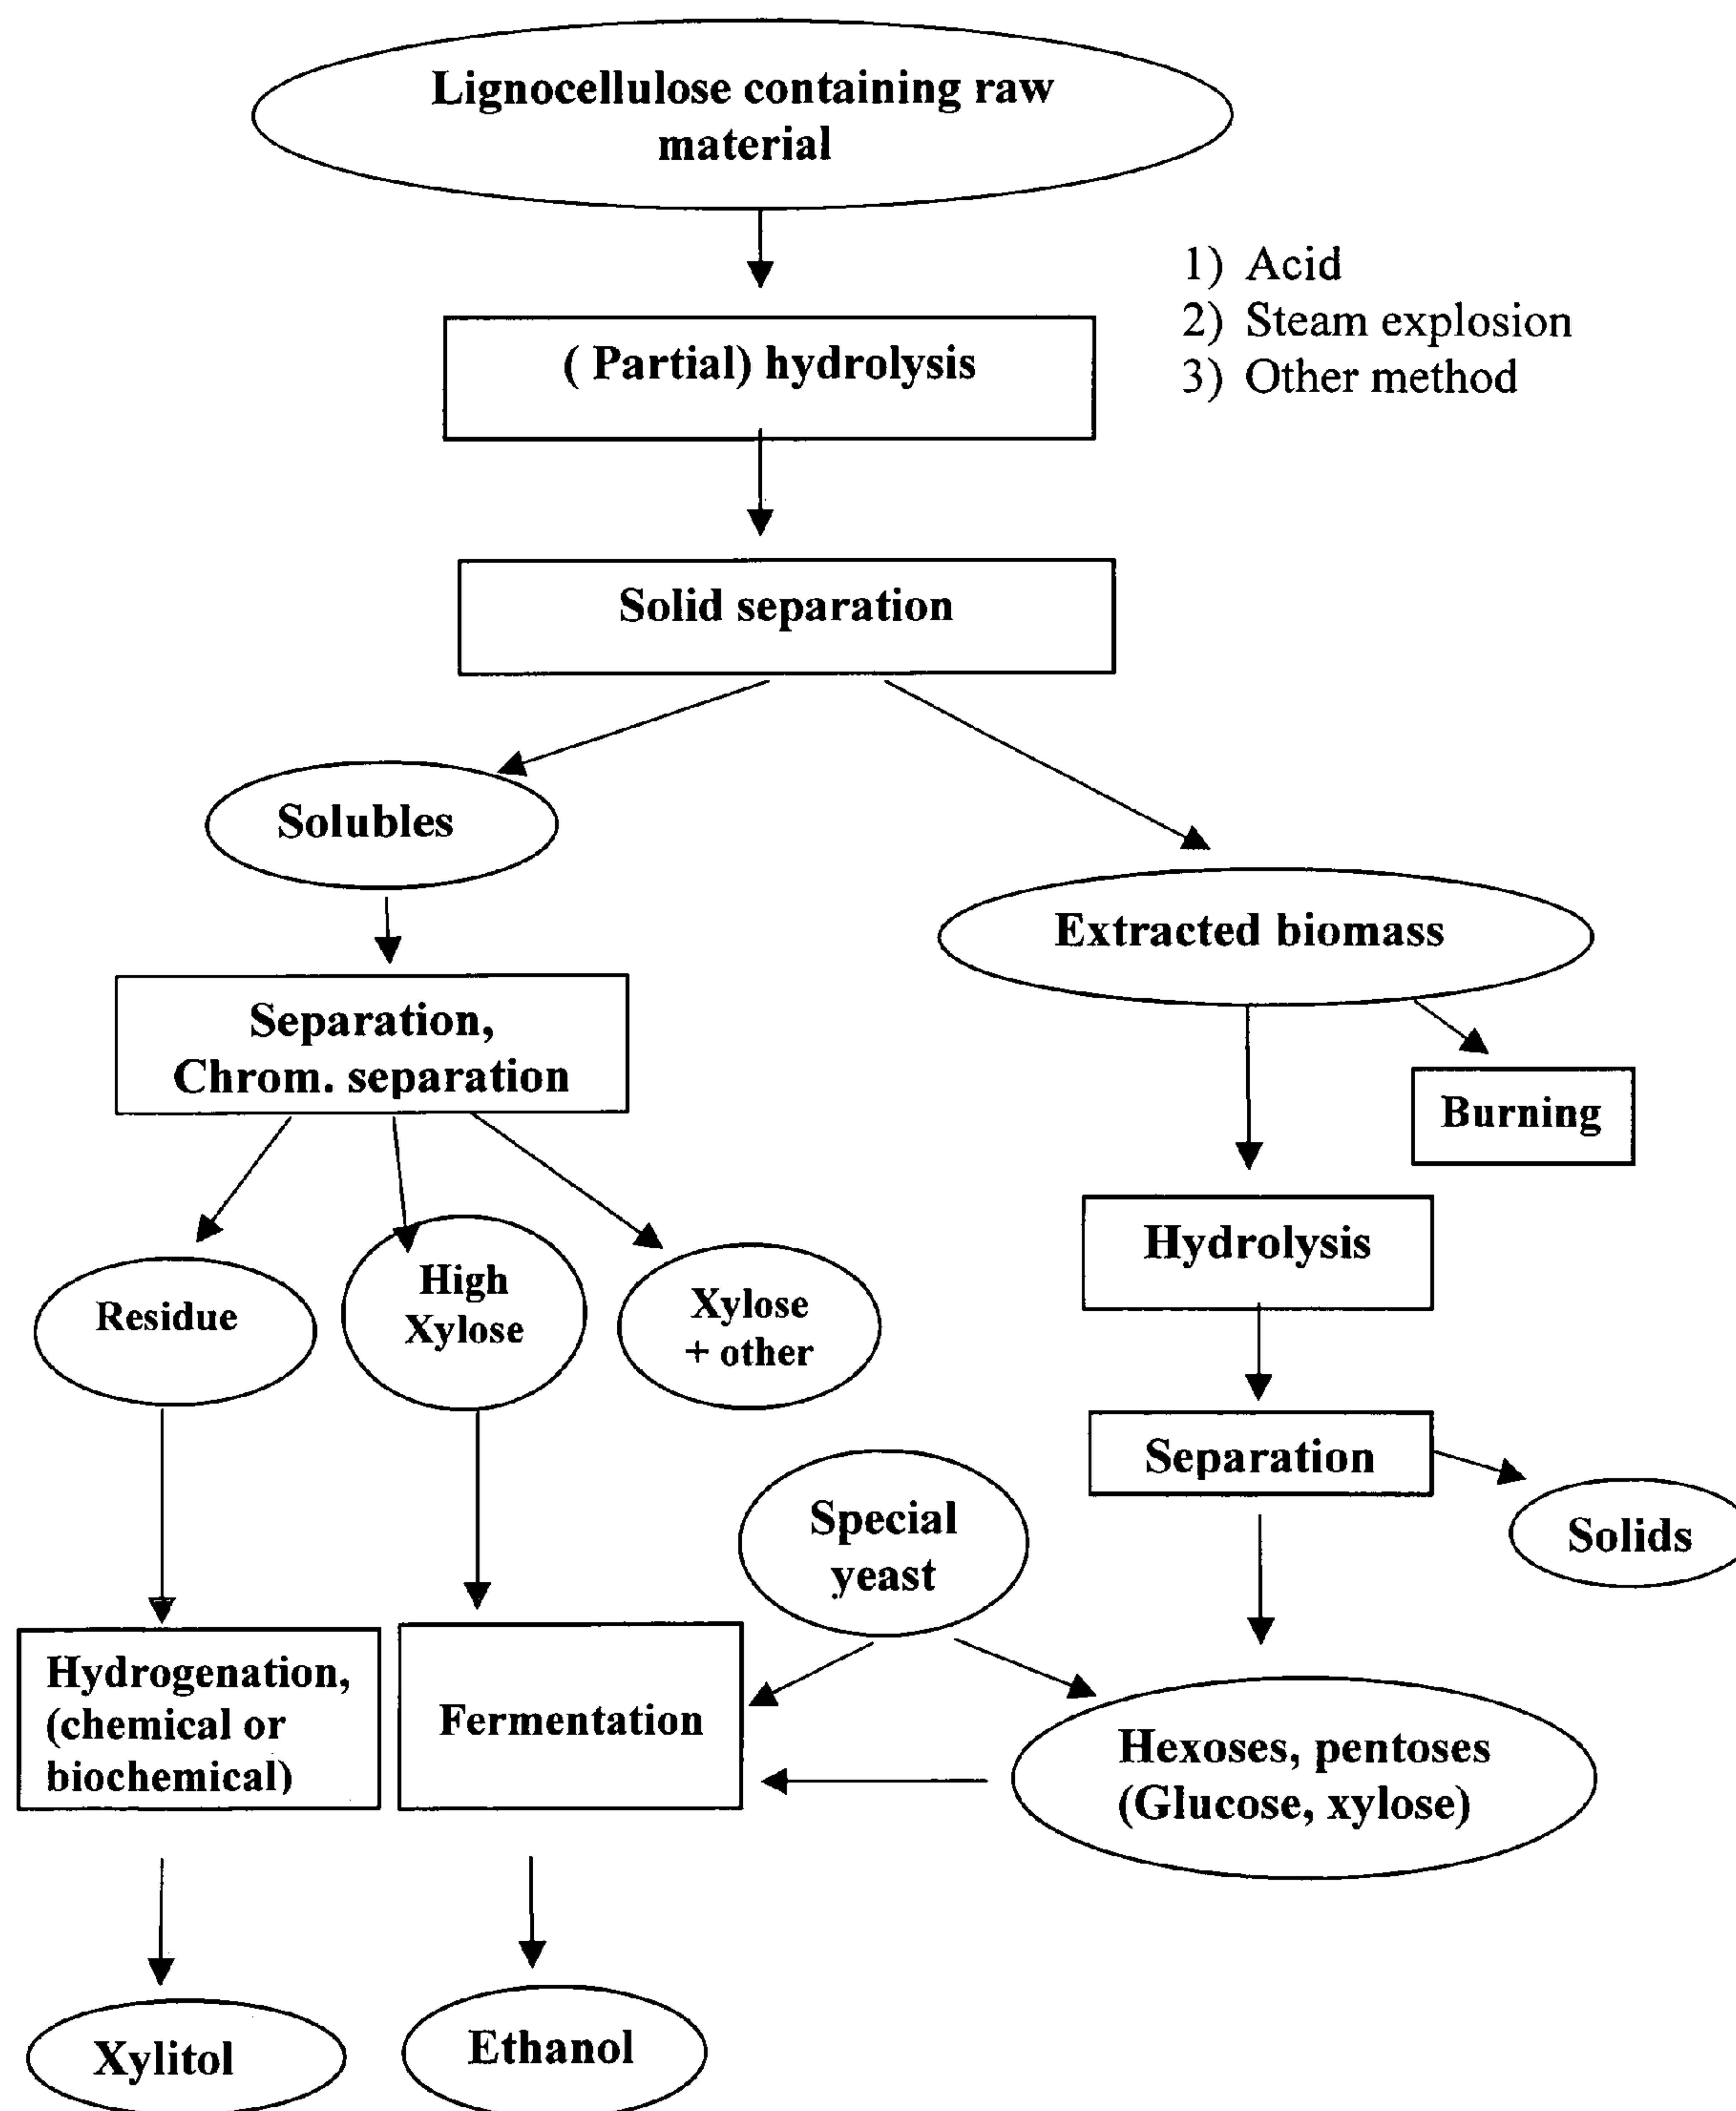 Lignocellulose containing raw
material
1) Acid
2) Steam explosion
3) Other method
( Partial) hydrolysis
Solid separation
Solubles
Extracted biomass
Separation,
Chrom. separation
Burning
Hydrolysis
Residue
High
Xylose
Xylose
+ other
Separation
Special
yeast
Solids
Hydrogenation,
(chemical or
biochemical)
Fermentation
Hexoses, pentoses
(Glucose, xylose)
Xylitol
Ethanol